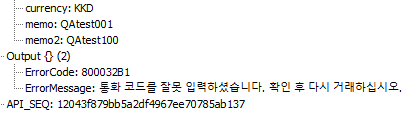 currency: KKD
memo: QAtest001
memo2: QAtest100
Output {} (2)
ErrorCode: 800032B1
ErrorMessage: 통화 코드를 잘못 입력하셨습니다. 확인 후 다시 거래하십시오.
API_SEQ: 12043f879bb5a2df4967ee70785ab137